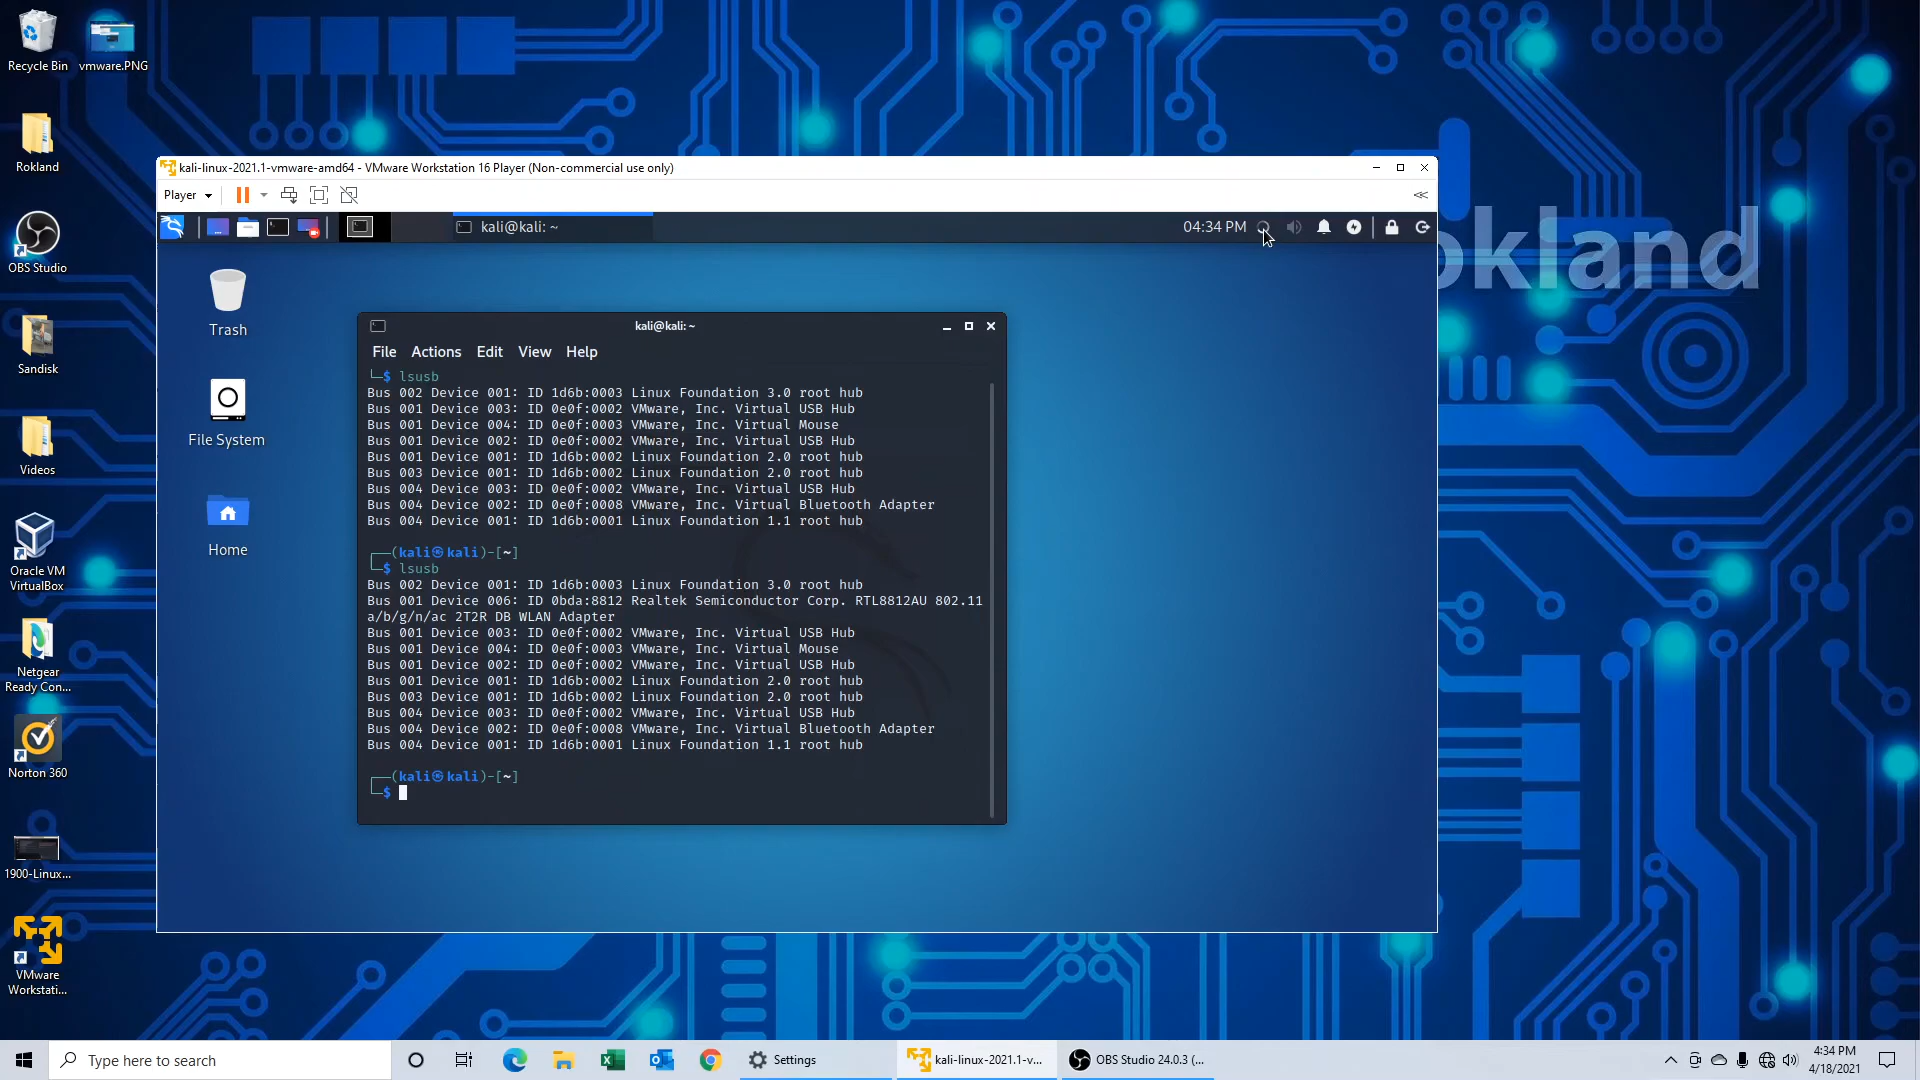 Recycle Bin
vmware.PNG
Rokland
OBS Studio
Sandisk
Videos
Oracle VM
VirtualBox
Netgear
Ready Con...
Norton 360
1900-Linux...
VMware
Workstati...
okland
kali-linux-2021.1-vmware-amd64 - VMware Workstation 16 Player (Non-commercial use only)
Player
kali@kali: ~
04:34 PM
Trash
File System
Home
kali@kali: ~
File Actions Edit View Help
└─$ lsusb
Bus 002 Device 001: ID 1d6b:0003 Linux Foundation 3.0 root hub
Bus 001 Device 003: ID 0e0f:0002 VMware, Inc. Virtual USB Hub
Bus 001 Device 004: ID 0e0f:0003 VMware, Inc. Virtual Mouse
Bus 001 Device 002: ID 0e0f:0002 VMware, Inc. Virtual USB Hub
Bus 001 Device 001: ID 1d6b:0002 Linux Foundation 2.0 root hub
Bus 003 Device 001: ID 1d6b:0002 Linux Foundation 2.0 root hub
Bus 004 Device 003: ID 0e0f:0002 VMware, Inc. Virtual USB Hub
Bus 004 Device 002: ID 0e0f:0008 VMware, Inc. Virtual Bluetooth Adapter
Bus 004 Device 001: ID 1d6b:0001 Linux Foundation 1.1 root hub
┌──(kali㉿kali)-[~]
└─$ lsusb
Bus 002 Device 001: ID 1d6b:0003 Linux Foundation 3.0 root hub
Bus 001 Device 006: ID 0bda:8812 Realtek Semiconductor Corp. RTL8812AU 802.11
a/b/g/n/ac 2T2R DB WLAN Adapter
Bus 001 Device 003: ID 0e0f:0002 VMware, Inc. Virtual USB Hub
Bus 001 Device 004: ID 0e0f:0003 VMware, Inc. Virtual Mouse
Bus 001 Device 002: ID 0e0f:0002 VMware, Inc. Virtual USB Hub
Bus 001 Device 001: ID 1d6b:0002 Linux Foundation 2.0 root hub
Bus 003 Device 001: ID 1d6b:0002 Linux Foundation 2.0 root hub
Bus 004 Device 003: ID 0e0f:0002 VMware, Inc. Virtual USB Hub
Bus 004 Device 002: ID 0e0f:0008 VMware, Inc. Virtual Bluetooth Adapter
Bus 004 Device 001: ID 1d6b:0001 Linux Foundation 1.1 root hub
┌──(kali㉿kali)-[~]
└─$
Type here to search
Settings
kali-linux-2021.1-v...
OBS Studio 24.0.3 (...
4:34 PM
4/18/2021